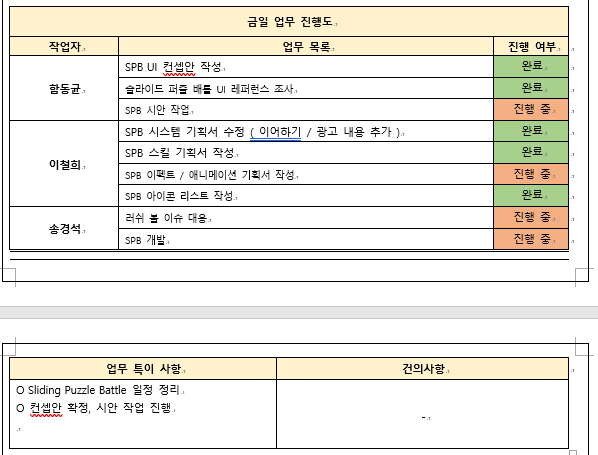 금일 업무 진행도
작업자 업무 목록 진행 여부
함동균
SPB UI 컨셉안 작성 완료
슬라이드 퍼즐 배틀 UI 레퍼런스 조사 완료
SPB 시안 작업 진행 중
이철희
SPB 시스템 기획서 수정 ( 이어하기 / 광고 내용 추가 ) 완료
SPB 스킬 기획서 작성 완료
SPB 이펙트 / 애니메이션 기획서 작성 진행 중
SPB 아이콘 리스트 작성 완료
송경석
러쉬 볼 이슈 대응 진행 중
SPB 개발 진행 중
업무 특이 사항 건의사항
O Sliding Puzzle Battle 일정 정리
O 컨셉안 확정, 시안 작업 진행
-